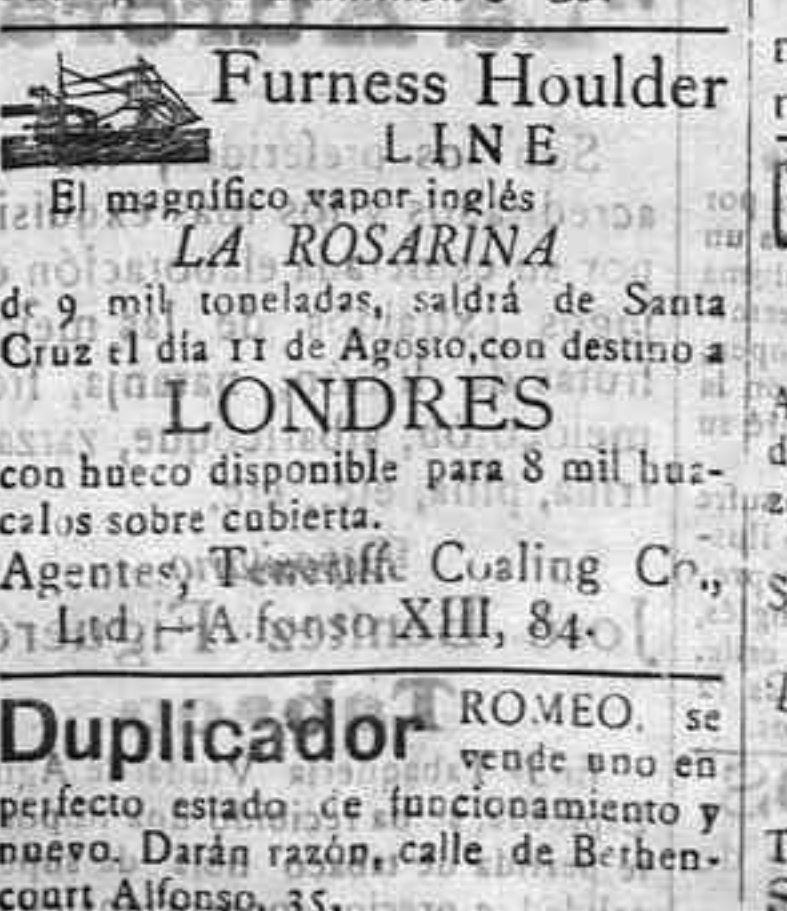 Furness Houlder
LINE
El magnífico vapor inglés
LA ROSARINA
de 9 mil toneladas, saldrá de Santa
Cruz el día 11 de Agosto, con destino a
LONDRES
con hueco disponible para 8 mil hua-
calos sobre cubierta.
Agentes, Teneriffe Coaling Co.,
Ltd.—A.fonso XIII, 84.
Duplicador ROMEO, se
vende uno en
perfecto estado de funcionamiento y
nuevo. Darán razón, calle de Bethen-
court Alfonso, 35.